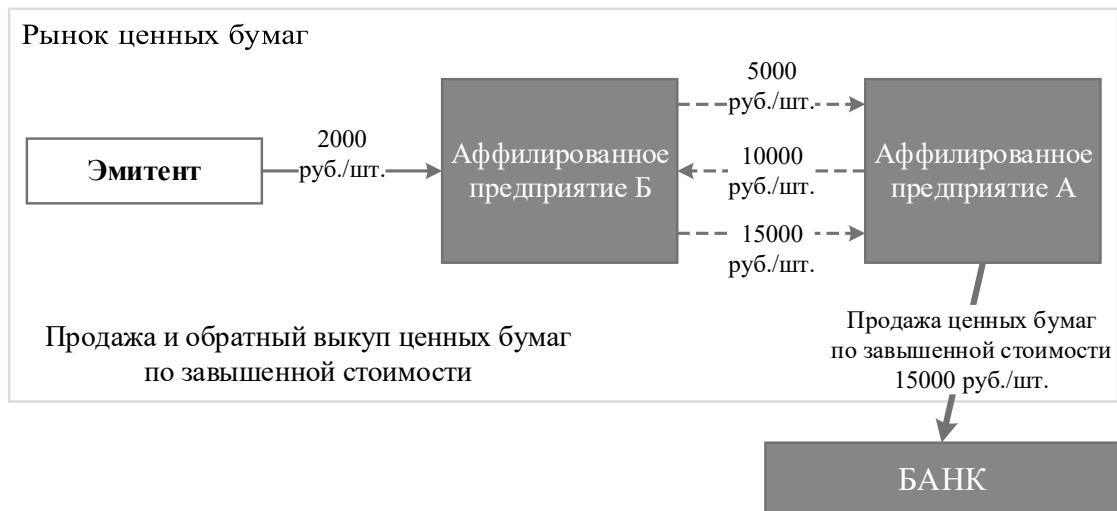 Рынок ценных бумаг
Эмитент
2000
руб./шт.
Аффилированное
предприятие Б
5000
руб./шт.
10000
руб./шт.
15000
руб./шт.
Аффилированное
предприятие А
Продажа и обратный выкуп ценных бумаг
по завышенной стоимости
Продажа ценных бумаг
по завышенной стоимости
15000 руб./шт.
БАНК